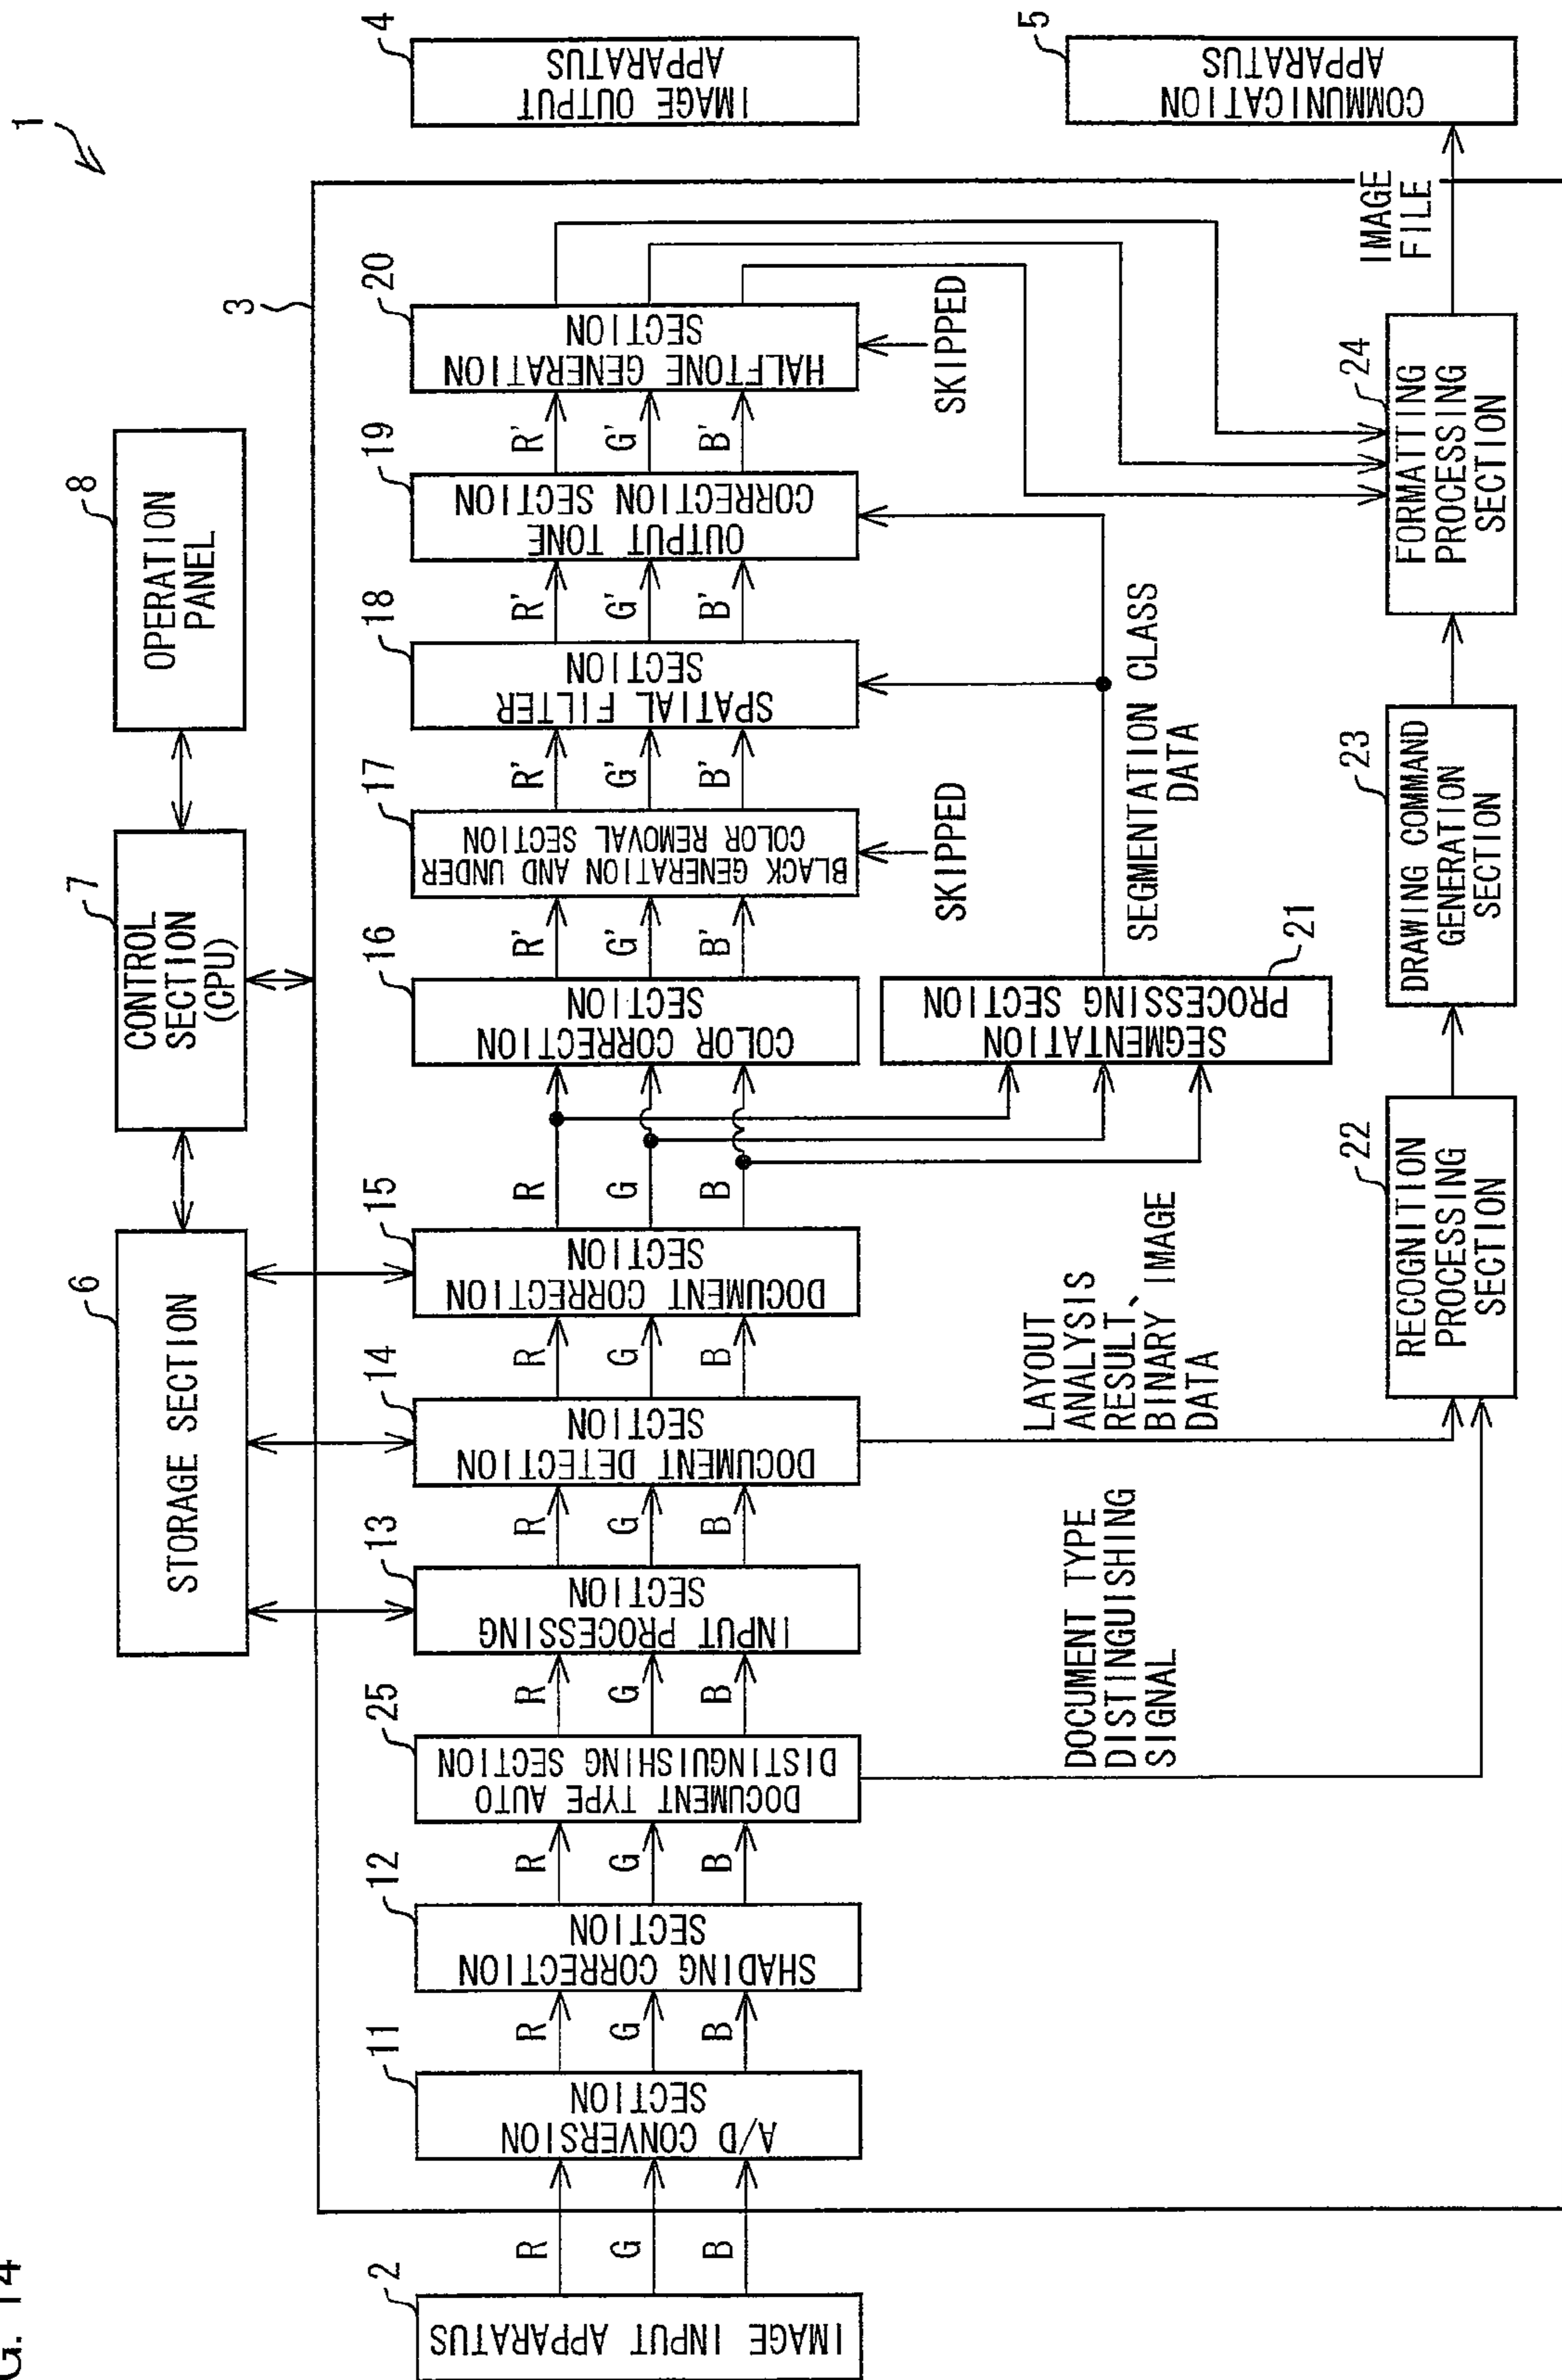 G. 14
1
2
IMAGE INPUT APPARATUS
R
G
B
3
11
A/D CONVERSION
SECTION
R
G
B
12
SHADING CORRECTION
SECTION
R
G
B
25
DOCUMENT TYPE AUTO
DISTINGUISHING SECTION
R
G
B
13
INPUT PROCESSING
SECTION
R
G
B
14
DOCUMENT DETECTION
SECTION
R
G
B
15
DOCUMENT CORRECTION
SECTION
R
G
B
16
COLOR CORRECTION
SECTION
R'
G'
B'
17
BLACK GENERATION AND UNDER
COLOR REMOVAL SECTION
SKIPPED
R'
G'
B'
18
SPATIAL FILTER
SECTION
R'
G'
B'
19
OUTPUT TONE
CORRECTION SECTION
R'
G'
B'
20
HALFTONE GENERATION
SECTION
SKIPPED
4
IMAGE OUTPUT
APPARATUS
5
COMMUNICATION
APPARATUS
6
STORAGE SECTION
7
CONTROL
SECTION
(CPU)
8
OPERATION
PANEL
21
SEGMENTATION
PROCESSING SECTION
SEGMENTATION CLASS
DATA
DOCUMENT TYPE
DISTINGUISHING
SIGNAL
LAYOUT
ANALYSIS
RESULT、
BINARY IMAGE
DATA
22
RECOGNITION
PROCESSING
SECTION
23
DRAWING COMMAND
GENERATION
SECTION
24
FORMATTING
PROCESSING
SECTION
IMAGE
FILE